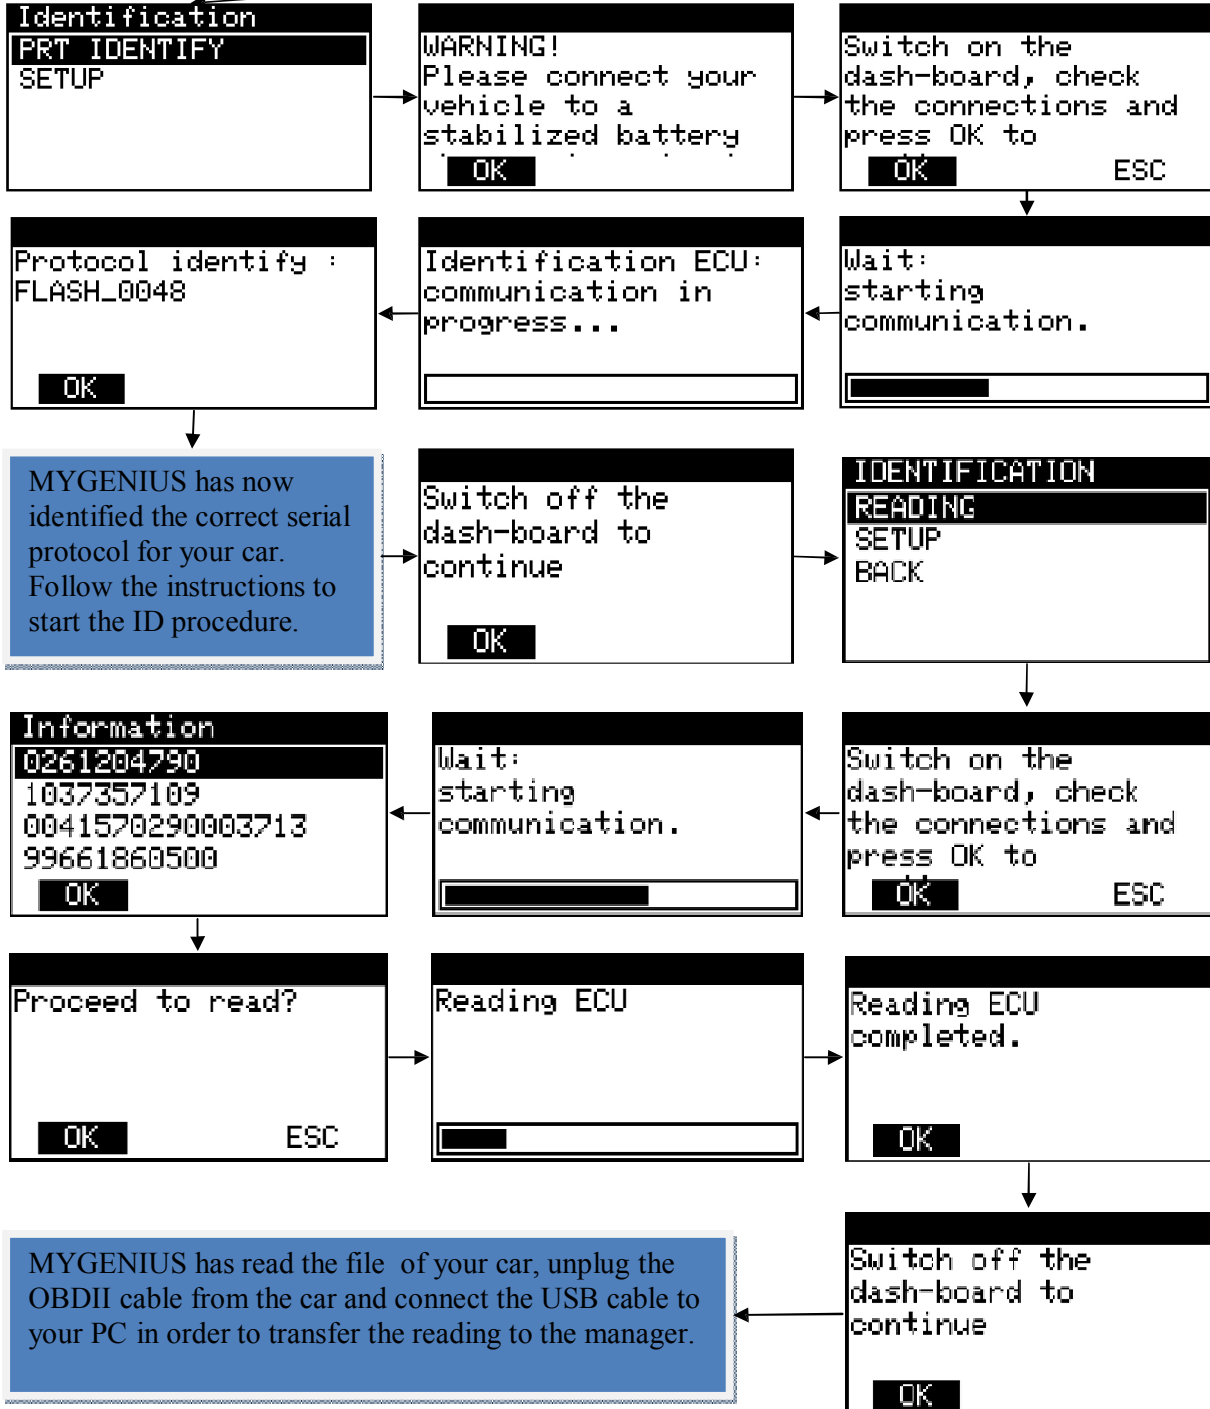 Identification
PRT IDENTIFY
SETUP
WARNING!
Please connect your
vehicle to a
stabilized battery
OK
Switch on the
dash-board, check
the connections and
press OK to
OK ESC
Wait:
starting
communication.
Identification ECU:
communication in
progress...
Protocol identify :
FLASH_0048
OK
MYGENIUS has now
identified the correct serial
protocol for your car.
Follow the instructions to
start the ID procedure.
Switch off the
dash-board to
continue
OK
IDENTIFICATION
READING
SETUP
BACK
Switch on the
dash-board, check
the connections and
press OK to
OK ESC
Wait:
starting
communication.
Information
0261204790
1037357109
0041570290003713
99661860500
OK
Proceed to read?
OK ESC
Reading ECU
Reading ECU
completed.
OK
Switch off the
dash-board to
continue
OK
MYGENIUS has read the file of your car, unplug the
OBDII cable from the car and connect the USB cable to
your PC in order to transfer the reading to the manager.